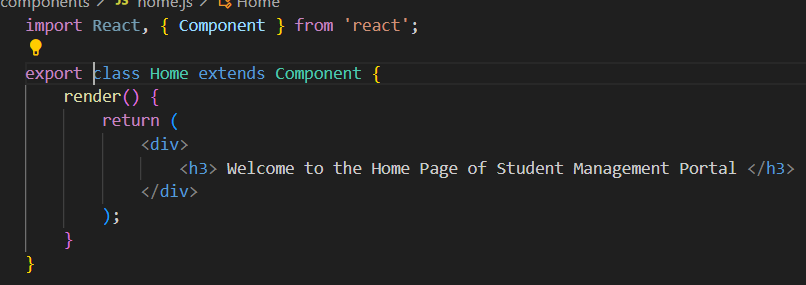 components > JS home.js > Home
import React, { Component } from 'react';
export class Home extends Component {
render() {
return (
<div>
<h3> Welcome to the Home Page of Student Management Portal </h3>
</div>
);
}
}